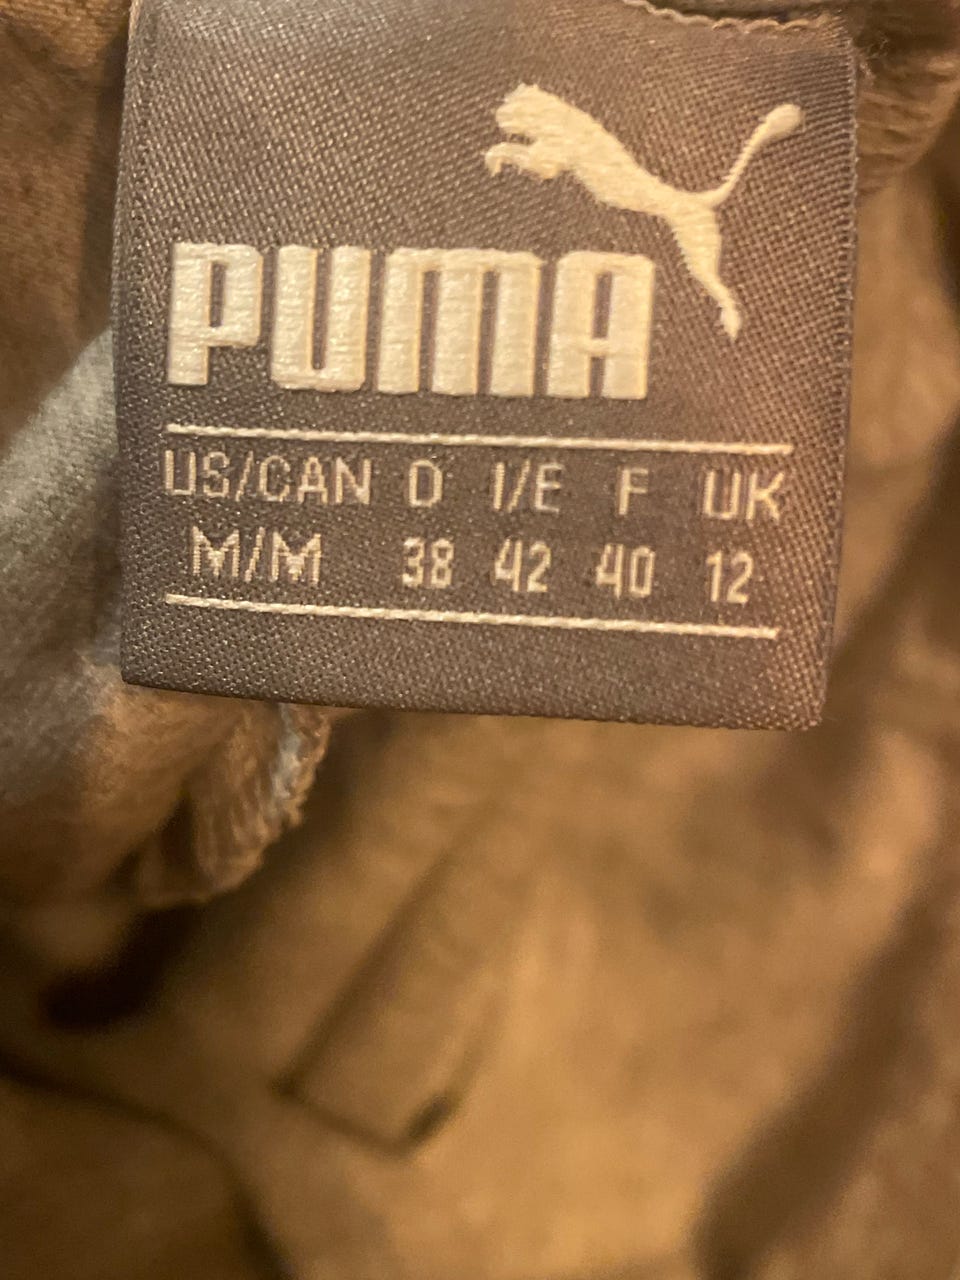 PUMA
US/CAN D I/E F UK
M/M 38 42 40 12